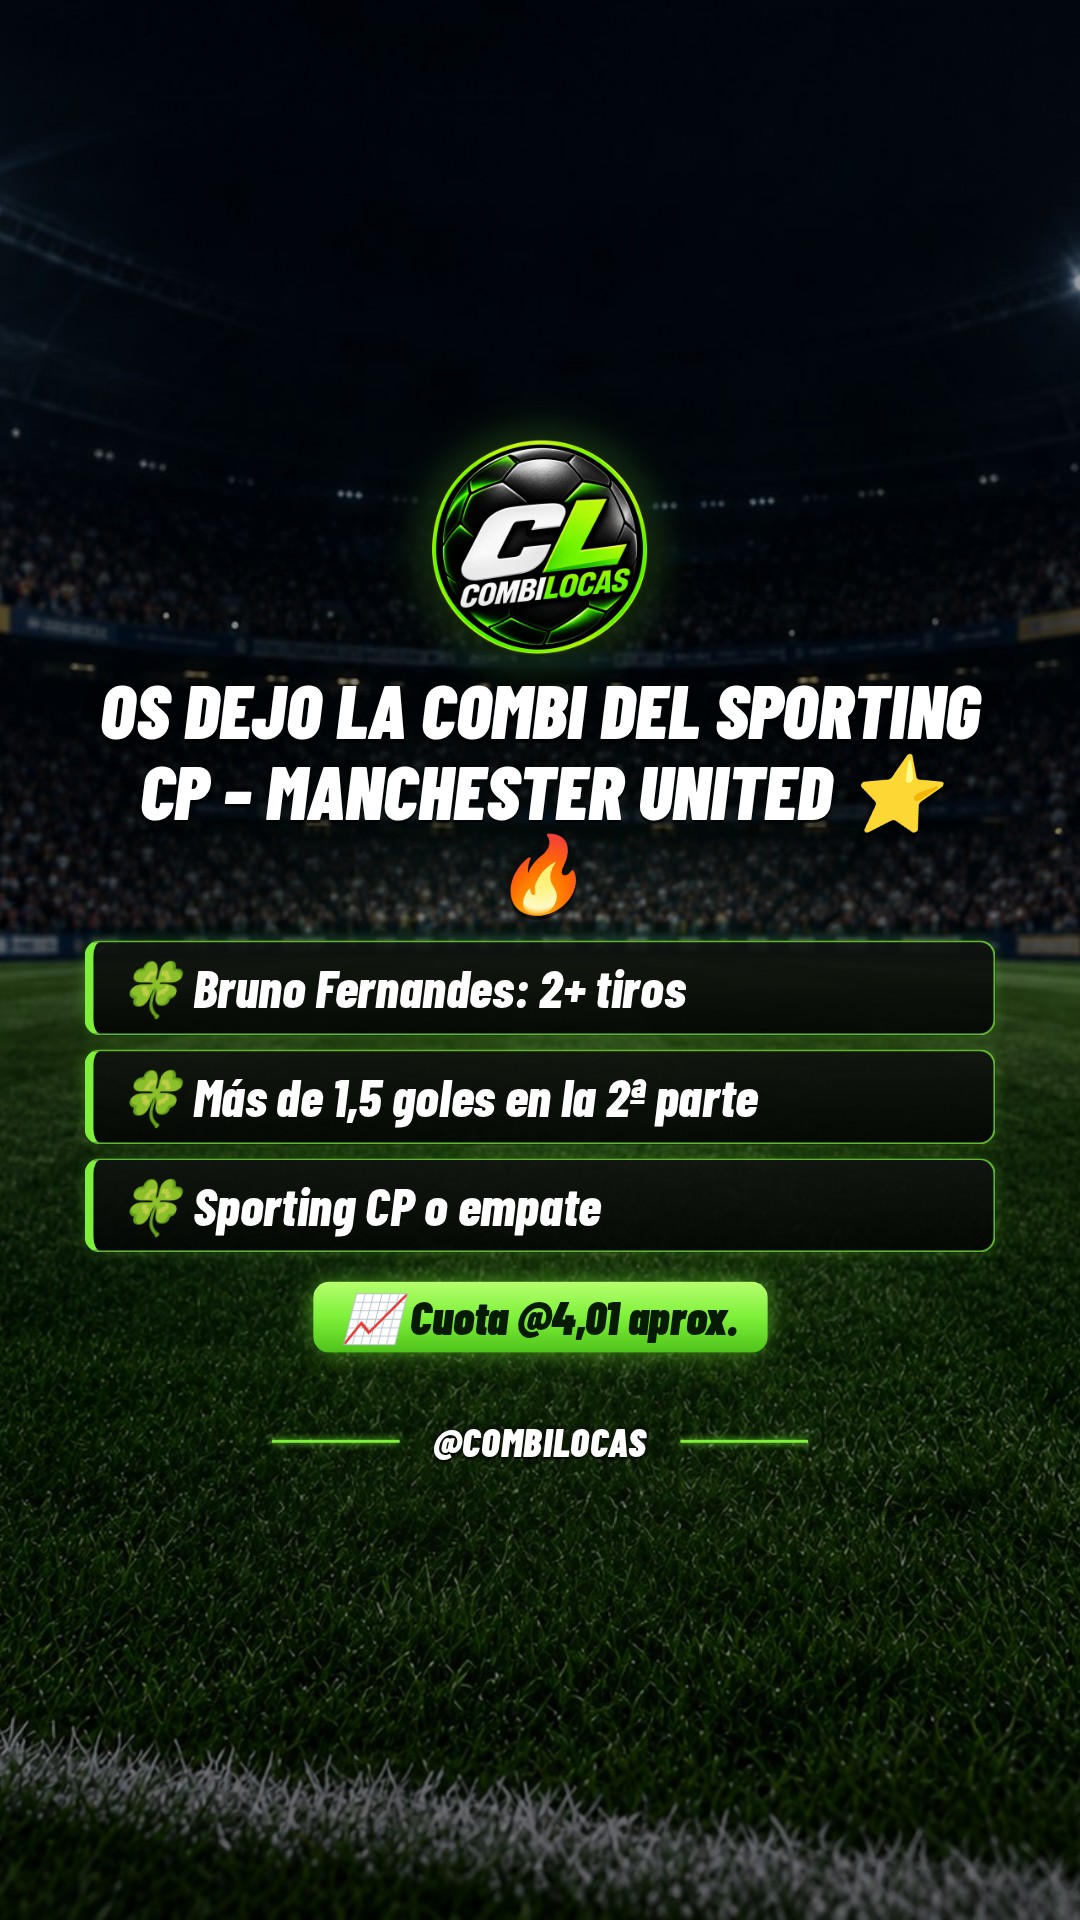 CL
COMBILOCAS
OS DEJO LA COMBI DEL SPORTING
CP - MANCHESTER UNITED ⭐
🔥
🍀 Bruno Fernandes: 2+ tiros
🍀 Más de 1,5 goles en la 2ª parte
🍀 Sporting CP o empate
📈 Cuota @4,01 aprox.
@COMBILOCAS